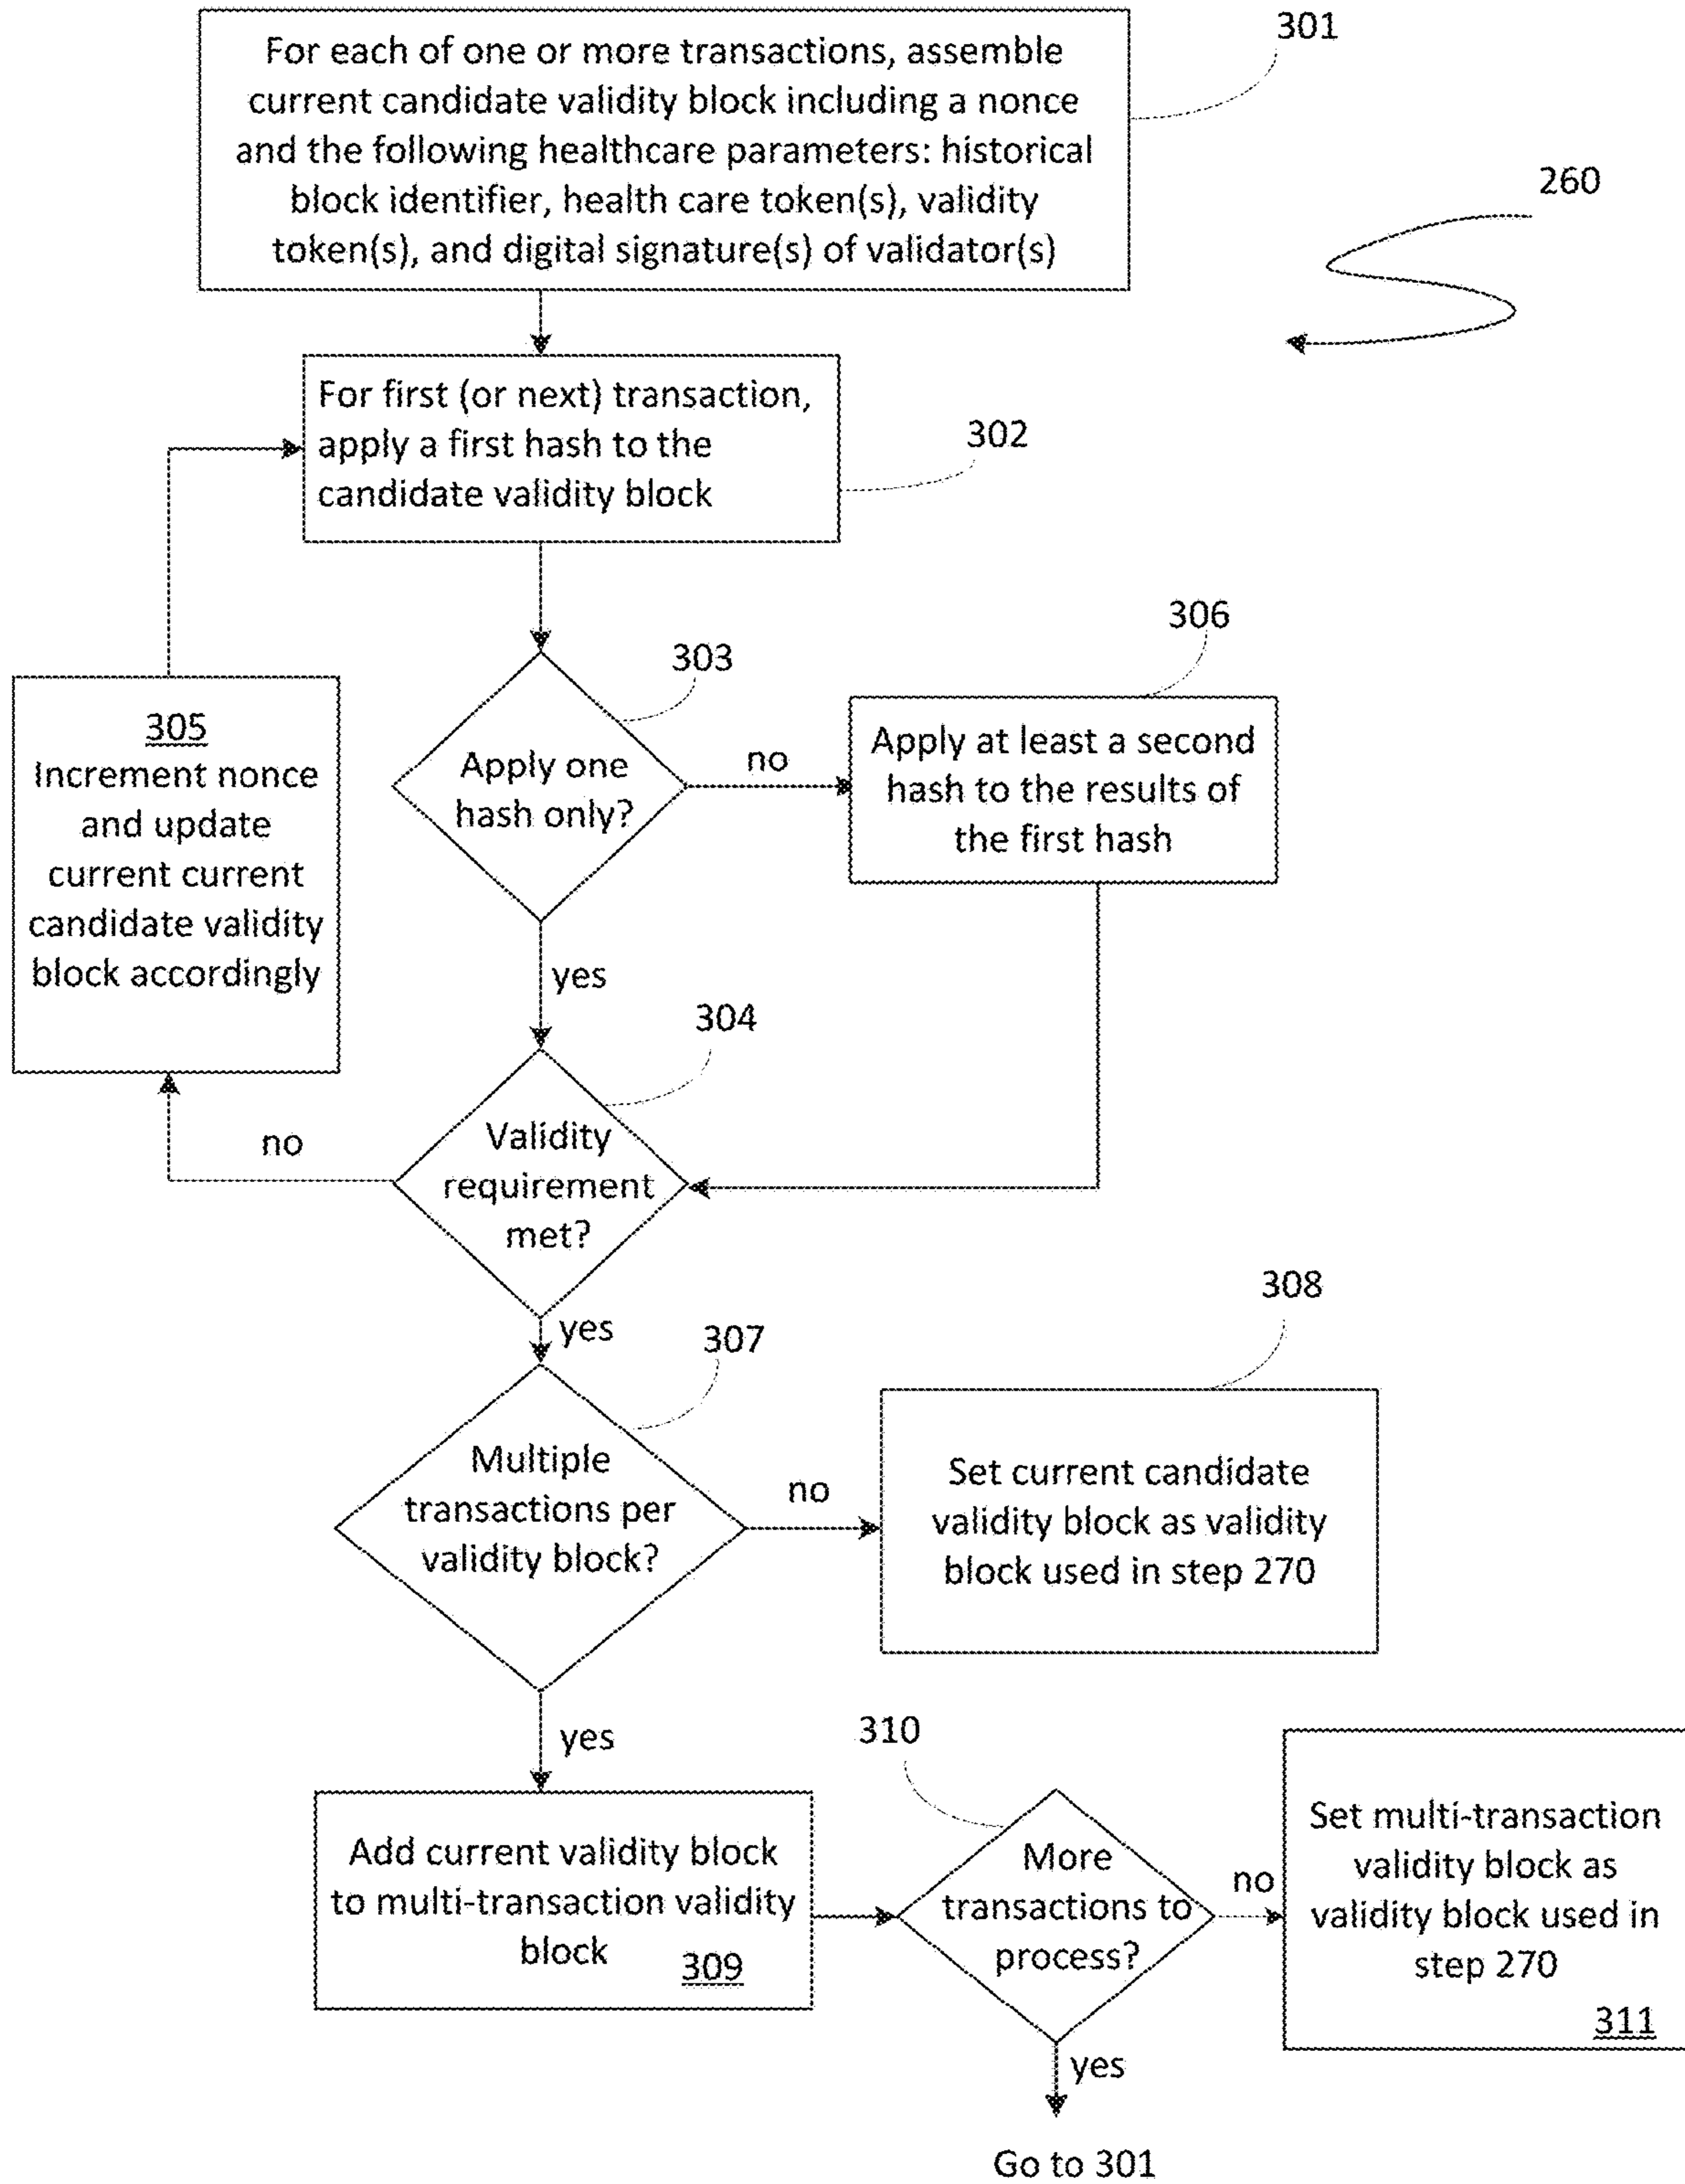 For each of one or more transactions, assemble
current candidate validity block including a nonce
and the following healthcare parameters: historical
block identifier, health care token(s), validity
token(s), and digital signature(s) of validator(s)
301
260
For first (or next) transaction,
apply a first hash to the
candidate validity block
302
303
Apply one
hash only?
no
yes
306
Apply at least a second
hash to the results of
the first hash
305
Increment nonce
and update
current current
candidate validity
block accordingly
304
Validity
requirement
met?
no
yes
307
Multiple
transactions per
validity block?
no
yes
308
Set current candidate
validity block as validity
block used in step 270
Add current validity block
to multi-transaction validity
block
309
310
More
transactions to
process?
no
yes
Set multi-transaction
validity block as
validity block used in
step 270
311
Go to 301